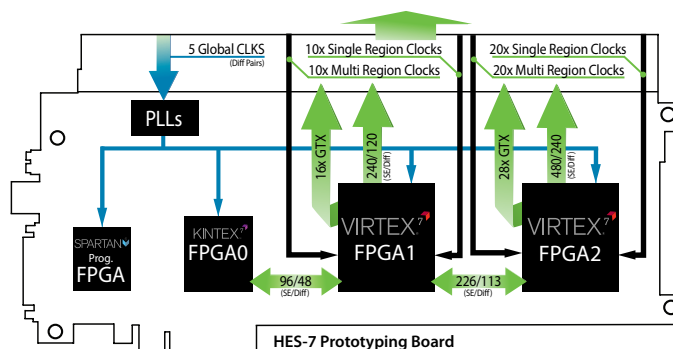 5 Global CLKS
(Diff Pairs)
10x Single Region Clocks
10x Multi Region Clocks
20x Single Region Clocks
20x Multi Region Clocks
PLLs
16x GTX
240/120
(SE/Diff)
28x GTX
480/240
(SE/Diff)
SPARTAN
Prog.
FPGA
KINTEX 7
FPGA0
VIRTEX 7
FPGA1
VIRTEX 7
FPGA2
96/48
(SE/Diff)
226/113
(SE/Diff)
HES-7 Prototyping Board